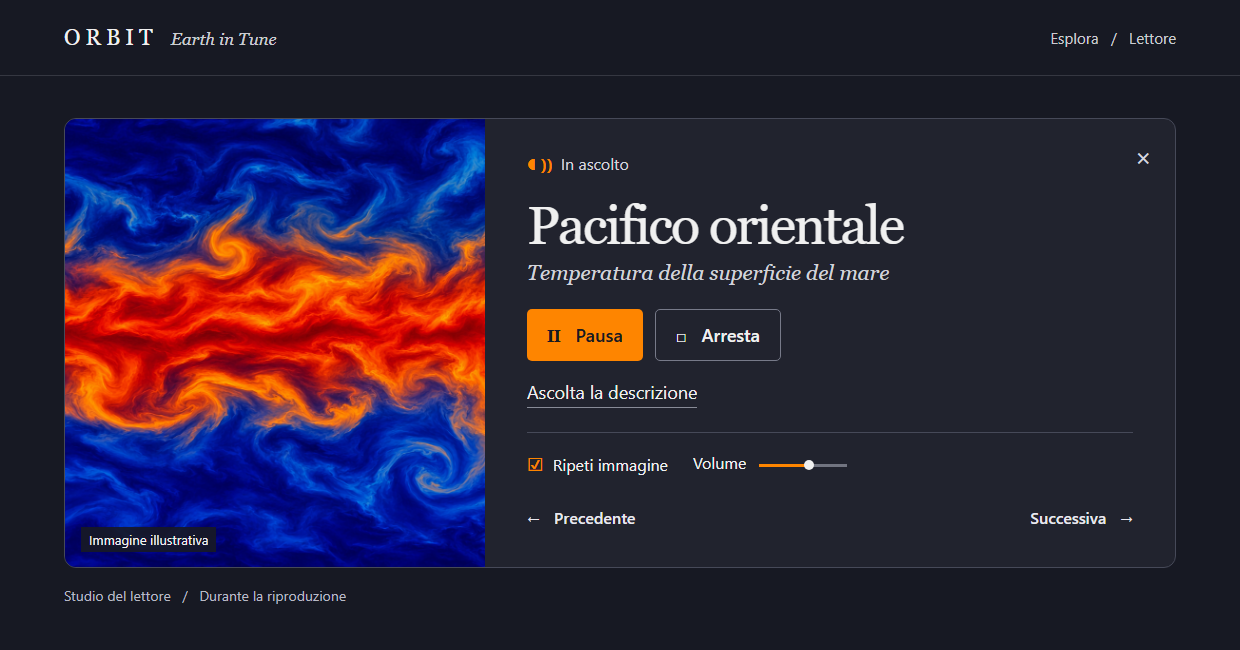 ORBIT Earth in Tune
Esplora / Lettore
In ascolto
×
Pacifico orientale
Temperatura della superficie del mare
Pausa
Arresta
Ascolta la descrizione
Ripeti immagine Volume
← Precedente
Successiva →
Immagine illustrativa
Studio del lettore / Durante la riproduzione